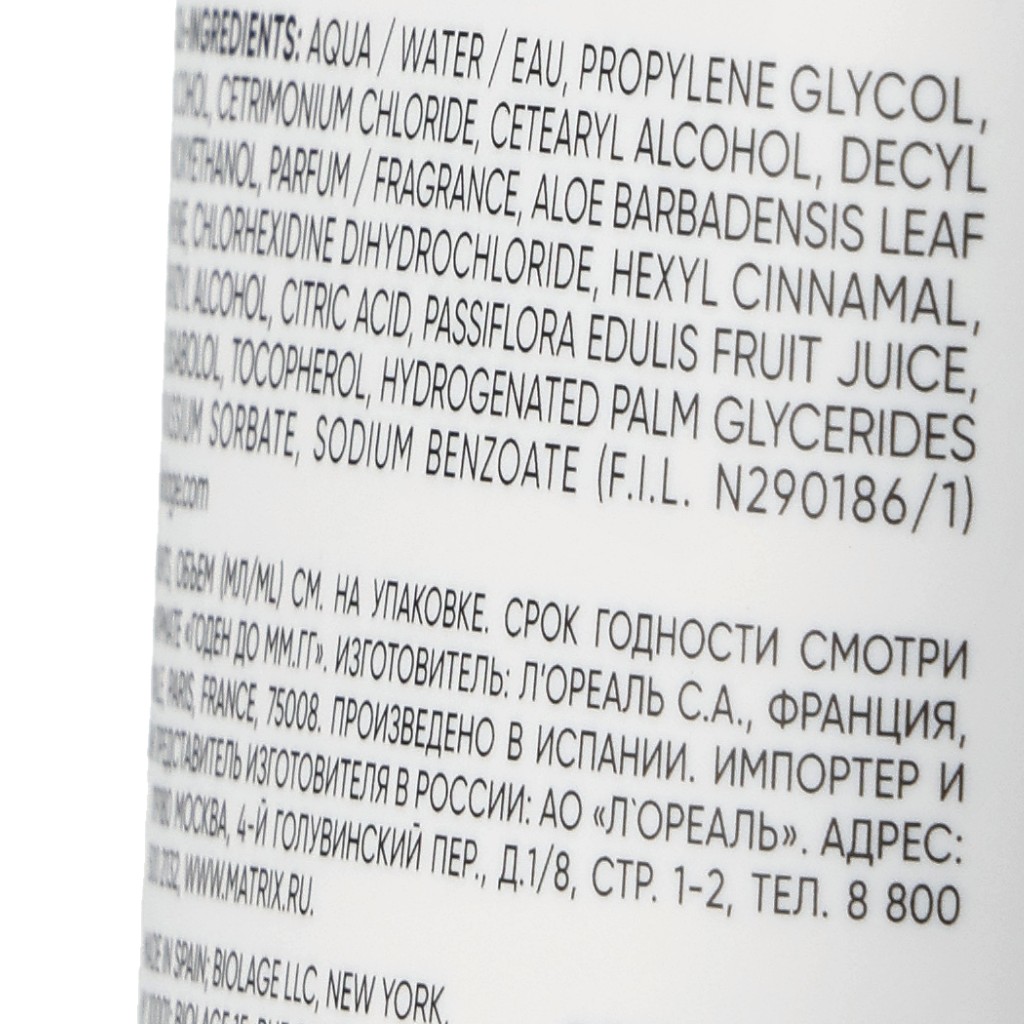 INGREDIENTS: AQUA / WATER / EAU, PROPYLENE GLYCOL,
CETRIMONIUM CHLORIDE, CETEARYL ALCOHOL, DECYL
PARFUM / FRAGRANCE, ALOE BARBADENSIS LEAF
CHLORHEXIDINE DIHYDROCHLORIDE, HEXYL CINNAMAL,
ALCOHOL, CITRIC ACID, PASSIFLORA EDULIS FRUIT JUICE,
TOCOPHEROL, HYDROGENATED PALM GLYCERIDES
SORBATE, SODIUM BENZOATE (F.I.L. N290186/1)
ОБЪЕМ (МЛ/ML) СМ. НА УПАКОВКЕ. СРОК ГОДНОСТИ СМОТРИ
«ГОДЕН ДО ММ.ГГ». ИЗГОТОВИТЕЛЬ: Л'ОРЕАЛЬ С.А., ФРАНЦИЯ,
PARIS, FRANCE, 75008. ПРОИЗВЕДЕНО В ИСПАНИИ. ИМПОРТЕР И
ПРЕДСТАВИТЕЛЬ ИЗГОТОВИТЕЛЯ В РОССИИ: АО «Л`ОРЕАЛЬ». АДРЕС:
МОСКВА, 4-Й ГОЛУВИНСКИЙ ПЕР., Д.1/8, СТР. 1-2, ТЕЛ. 8 800
WWW.MATRIX.RU.
MADE IN SPAIN; BIOLAGE LLC, NEW YORK.